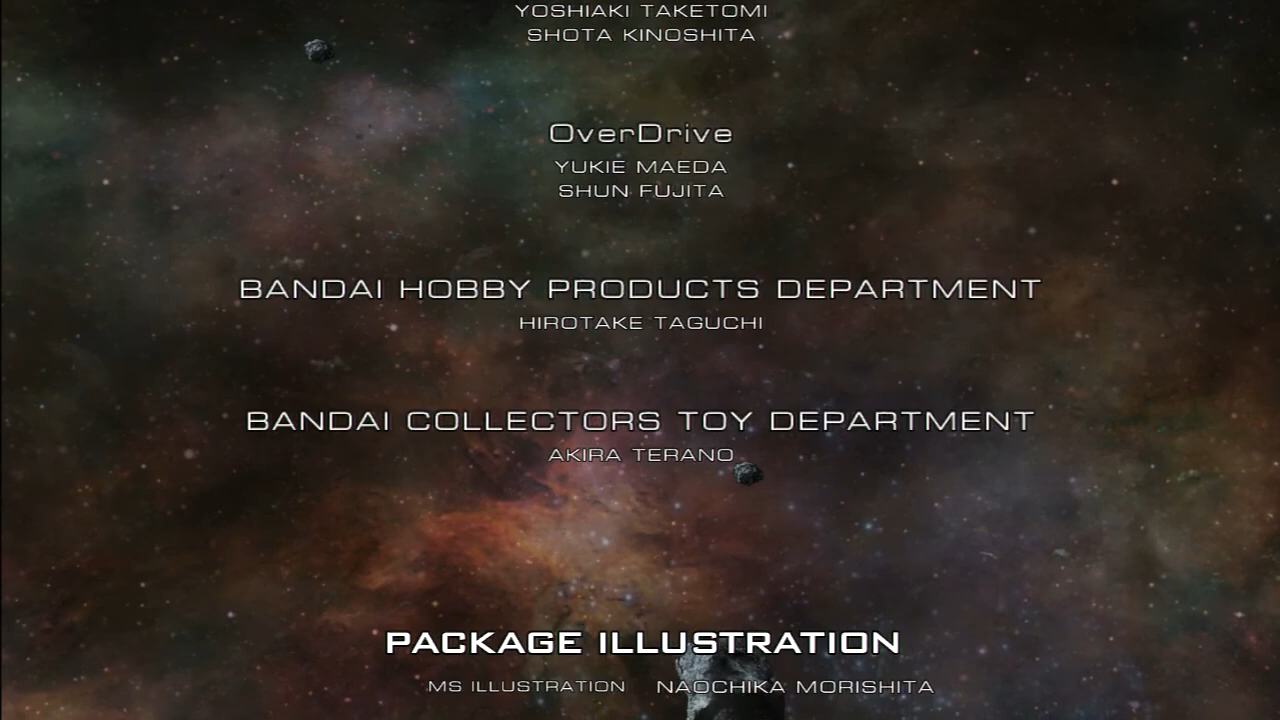 YOSHIAKI TAKETOMI
SHOTA KINOSHITA
OverDrive
YUKIE MAEDA
SHUN FUJITA
BANDAI HOBBY PRODUCTS DEPARTMENT
HIROTAKE TAGUCHI
BANDAI COLLECTORS TOY DEPARTMENT
AKIRA TERANO
PACKAGE ILLUSTRATION
MS ILLUSTRATION NAOCHIKA MORISHITA